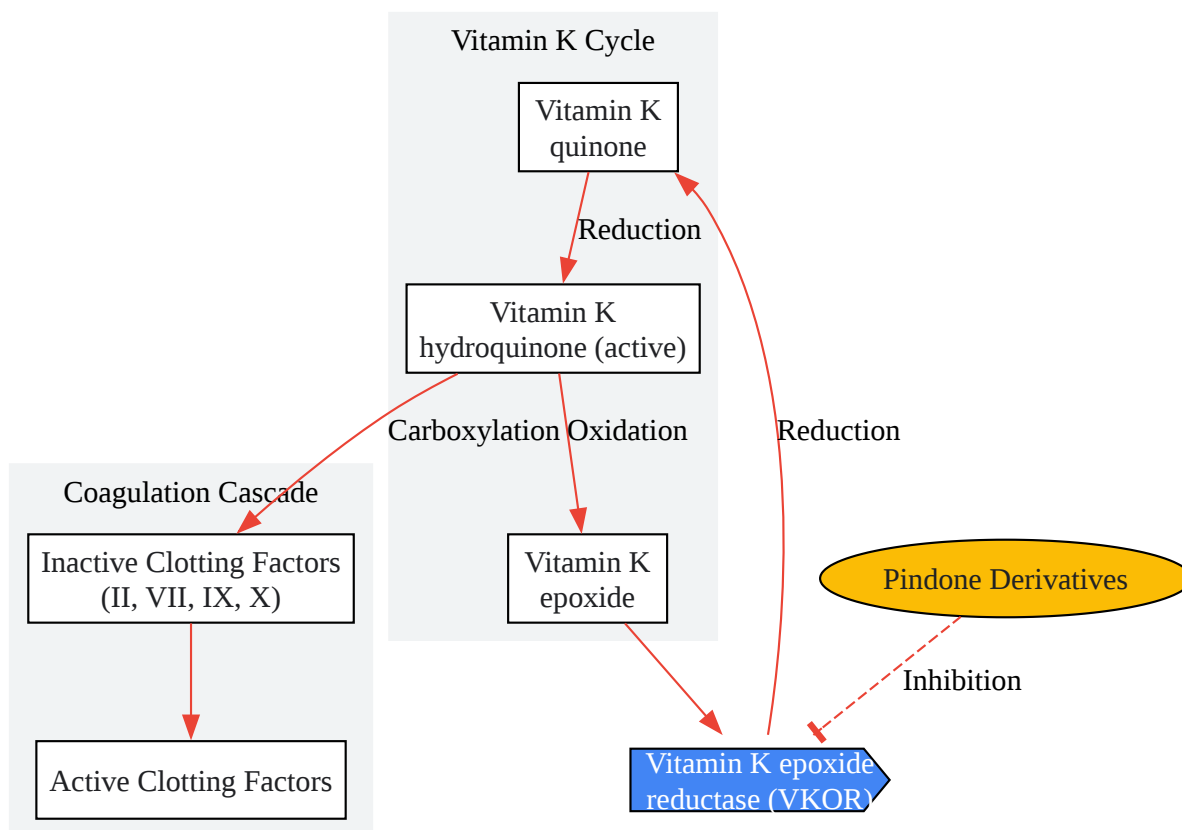 Vitamin K Cycle
Vitamin K
quinone
Reduction
Vitamin K
hydroquinone (active)
Carboxylation
Oxidation
Reduction
Coagulation Cascade
Inactive Clotting Factors
(II, VII, IX, X)
Vitamin K
epoxide
Pindone Derivatives
Inhibition
Active Clotting Factors
Vitamin K epoxide
reductase (VKOR)